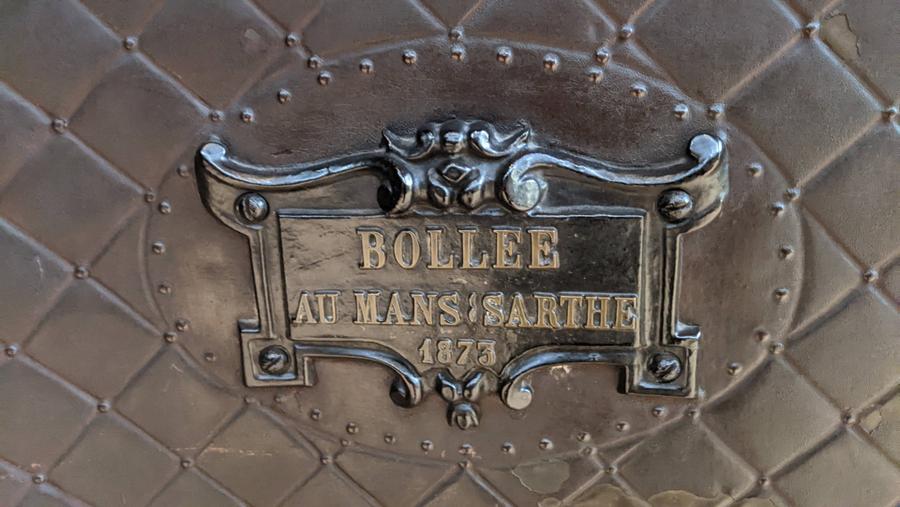 BOLLEE
AU MANS SARTHE
1873